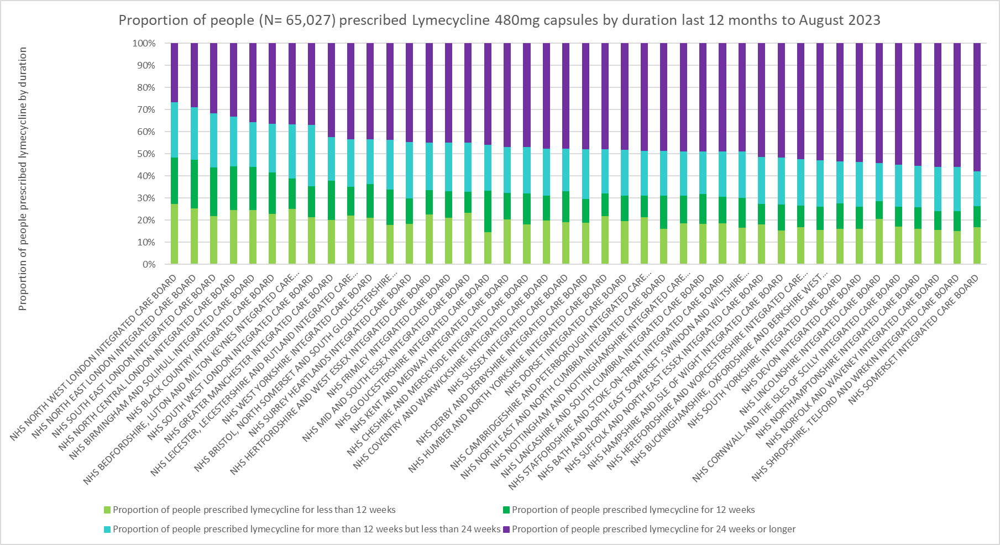 Proportion of people (N= 65,027) prescribed Lymecycline 480mg capsules by duration last 12 months to August 2023
Proportion of people prescribed lymecycline by duration
100%
90%
80%
70%
60%
50%
40%
30%
20%
10%
0%
NHS NORTH WEST LONDON INTEGRATED CARE BOARD
NHS NORTH EAST LONDON INTEGRATED CARE BOARD
NHS SOUTH EAST LONDON INTEGRATED CARE BOARD
NHS NORTH CENTRAL LONDON INTEGRATED CARE BOARD
NHS BIRMINGHAM AND SOLIHULL INTEGRATED CARE BOARD
NHS BLACK COUNTRY INTEGRATED CARE BOARD
NHS BEDFORDSHIRE, LUTON AND MILTON KEYNES INTEGRATED CARE…
NHS SOUTH WEST LONDON INTEGRATED CARE BOARD
NHS GREATER MANCHESTER INTEGRATED CARE BOARD
NHS LEICESTER, LEICESTERSHIRE AND RUTLAND INTEGRATED CARE…
NHS WEST YORKSHIRE INTEGRATED CARE BOARD
NHS BRISTOL, NORTH SOMERSET AND SOUTH GLOUCESTERSHIRE…
NHS SURREY HEARTLANDS INTEGRATED CARE BOARD
NHS HERTFORDSHIRE AND WEST ESSEX INTEGRATED CARE BOARD
NHS FRIMLEY INTEGRATED CARE BOARD
NHS MID AND SOUTH ESSEX INTEGRATED CARE BOARD
NHS GLOUCESTERSHIRE INTEGRATED CARE BOARD
NHS KENT AND MEDWAY INTEGRATED CARE BOARD
NHS CHESHIRE AND MERSEYSIDE INTEGRATED CARE BOARD
NHS COVENTRY AND WARWICKSHIRE INTEGRATED CARE BOARD
NHS SUSSEX INTEGRATED CARE BOARD
NHS DERBY AND DERBYSHIRE INTEGRATED CARE BOARD
NHS HUMBER AND NORTH YORKSHIRE INTEGRATED CARE BOARD
NHS DORSET INTEGRATED CARE BOARD
NHS CAMBRIDGESHIRE AND PETERBOROUGH INTEGRATED CARE…
NHS NORTH EAST AND NORTH CUMBRIA INTEGRATED CARE BOARD
NHS NOTTINGHAM AND NOTTINGHAMSHIRE INTEGRATED CARE…
NHS LANCASHIRE AND SOUTH CUMBRIA INTEGRATED CARE BOARD
NHS STAFFORDSHIRE AND STOKE-ON-TRENT INTEGRATED CARE BOARD
NHS BATH AND NORTH EAST SOMERSET, SWINDON AND WILTSHIRE…
NHS SUFFOLK AND NORTH EAST ESSEX INTEGRATED CARE BOARD
NHS HAMPSHIRE AND ISLE OF WIGHT INTEGRATED CARE BOARD
NHS HEREFORDSHIRE AND WORCESTERSHIRE INTEGRATED CARE…
NHS BUCKINGHAMSHIRE, OXFORDSHIRE AND BERKSHIRE WEST…
NHS SOUTH YORKSHIRE INTEGRATED CARE BOARD
NHS DEVON INTEGRATED CARE BOARD
NHS LINCOLNSHIRE INTEGRATED CARE BOARD
NHS CORNWALL AND THE ISLES OF SCILLY INTEGRATED CARE BOARD
NHS NORTHAMPTONSHIRE INTEGRATED CARE BOARD
NHS NORFOLK AND WAVENEY INTEGRATED CARE BOARD
NHS SHROPSHIRE, TELFORD AND WREKIN INTEGRATED CARE BOARD
NHS SOMERSET INTEGRATED CARE BOARD
Proportion of people prescribed lymecycline for less than 12 weeks
Proportion of people prescribed lymecycline for 12 weeks
Proportion of people prescribed lymecycline for more than 12 weeks but less than 24 weeks
Proportion of people prescribed lymecycline for 24 weeks or longer